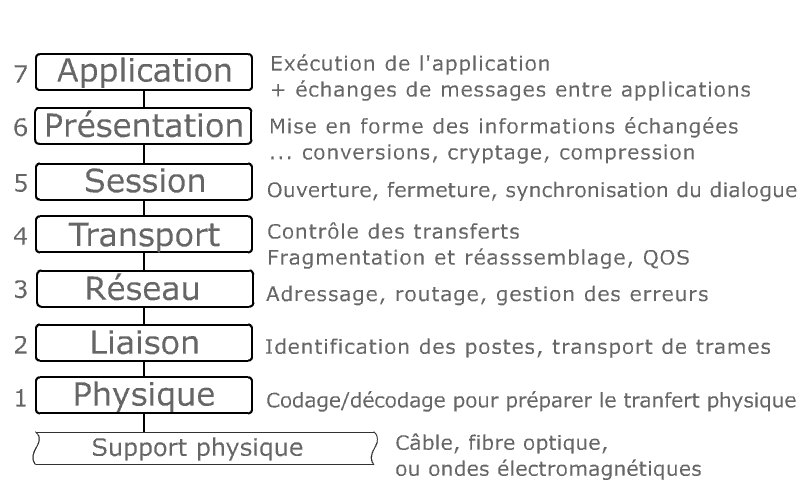 7 Application Exécution de l'application
+ échanges de messages entre applications
6 Présentation Mise en forme des informations échangées
... conversions, cryptage, compression
5 Session Ouverture, fermeture, synchronisation du dialogue
4 Transport Contrôle des transferts
Fragmentation et réasssemblage, QOS
3 Réseau Adressage, routage, gestion des erreurs
2 Liaison Identification des postes, transport de trames
1 Physique Codage/décodage pour préparer le tranfert physique
Support physique Câble, fibre optique,
ou ondes électromagnétiques